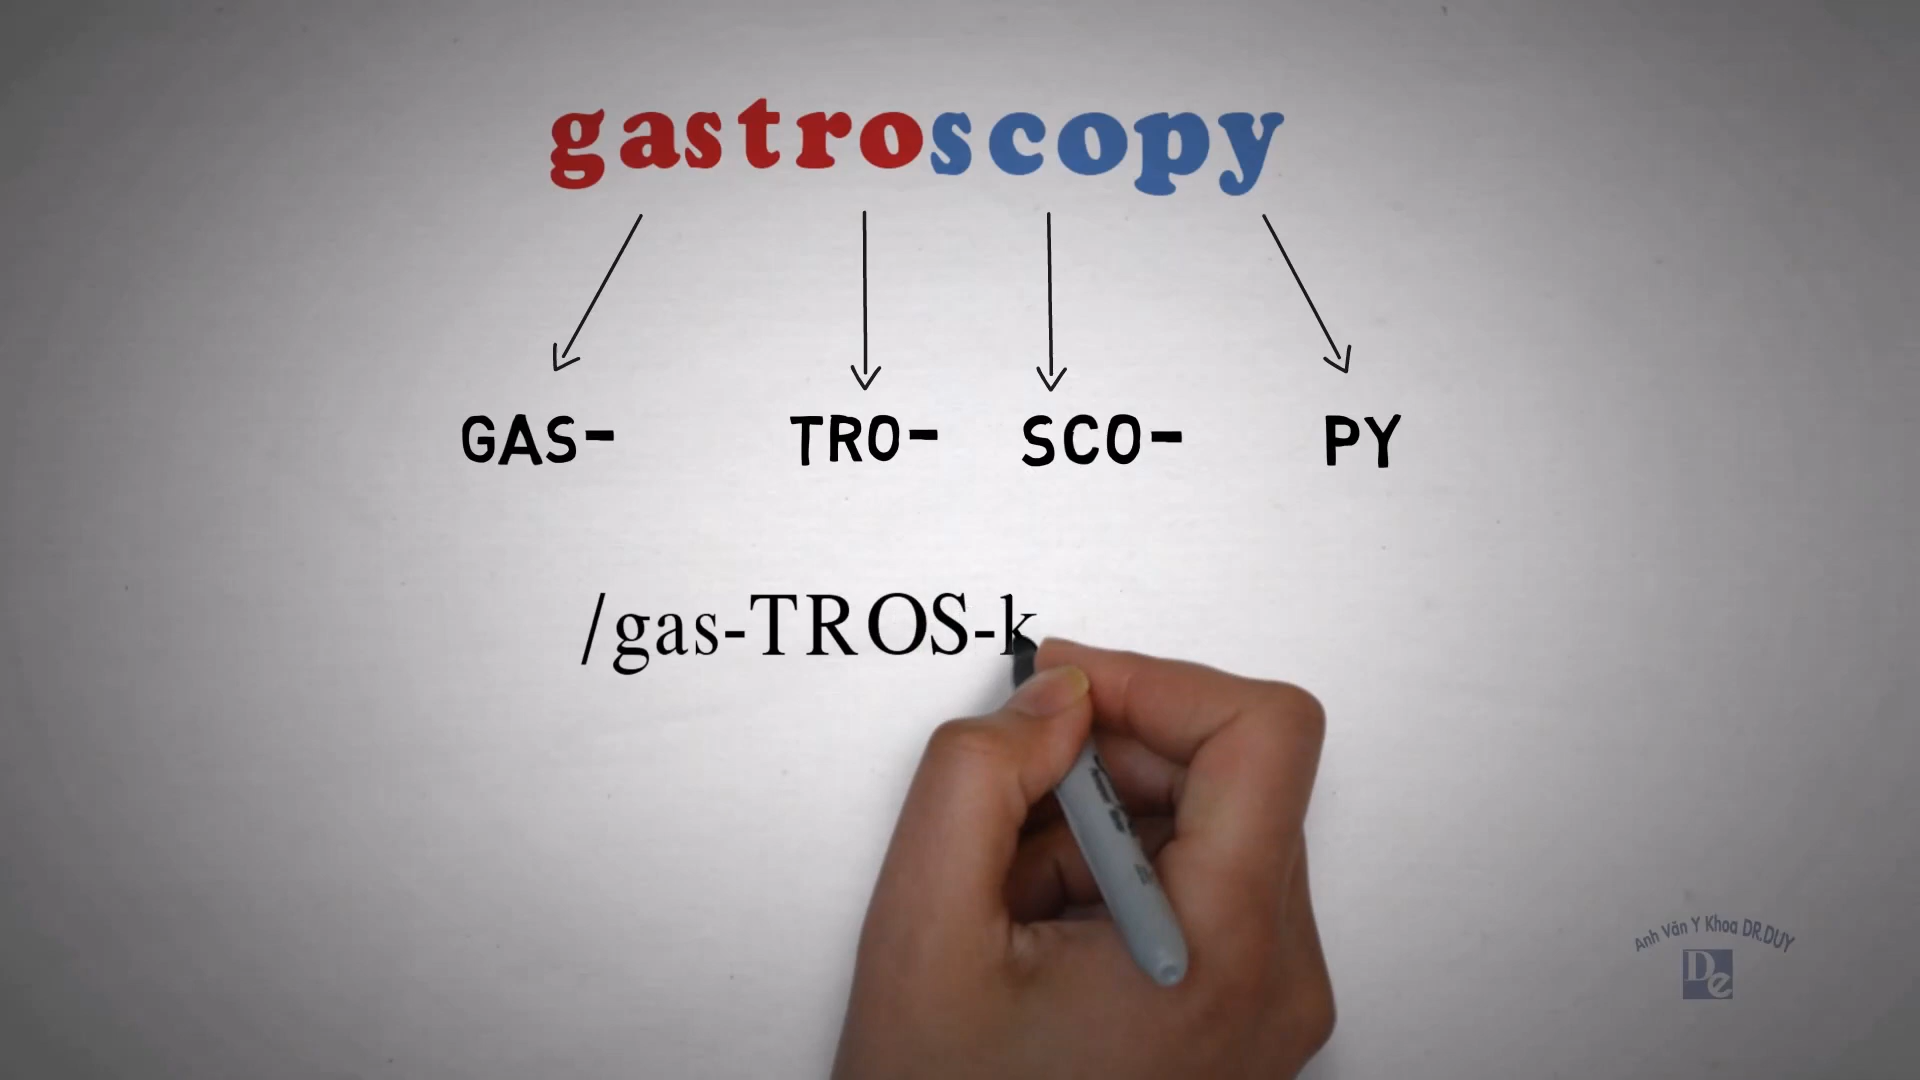 gastroscopy
GAS- TRO- SCO- PY
/gas-TROS-k
Anh Văn Y Khoa DR.DUY
De